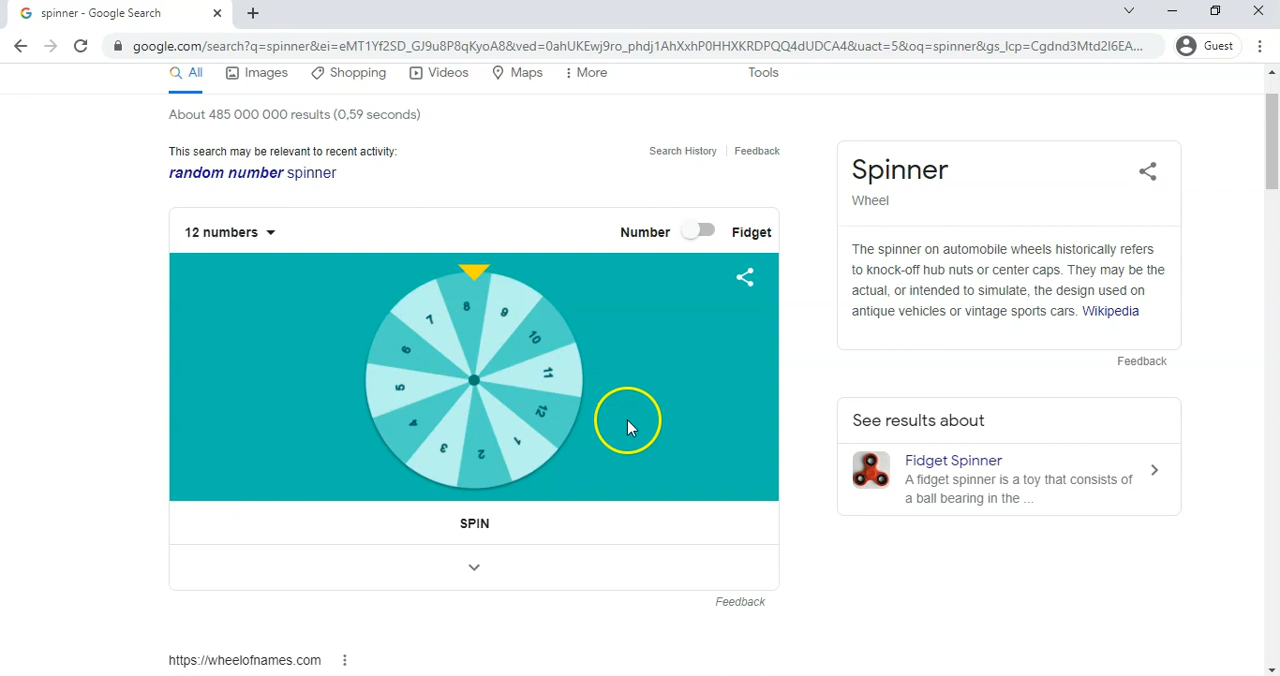 spinner - Google Search
google.com/search?q=spinner&ei=eMT1Yf2SD_GJ9u8P8qKyoA8&ved=0ahUKEwj9ro_phdj1AhXxhP0HHXKRDPQQ4dUDCA4&uact=5&oq=spinner&gs_lcp=Cgdnd3Mtd2l6EA...
Guest
All
Images
Shopping
Videos
Maps
More
Tools
About 485 000 000 results (0,59 seconds)
This search may be relevant to recent activity:
Search History
Feedback
random number spinner
12 numbers
Number
Fidget
8
9
10
11
12
1
2
3
4
5
6
7
SPIN
Feedback
https://wheelofnames.com
Spinner
Wheel
The spinner on automobile wheels historically refers
to knock-off hub nuts or center caps. They may be the
actual, or intended to simulate, the design used on
antique vehicles or vintage sports cars. Wikipedia
Feedback
See results about
Fidget Spinner
A fidget spinner is a toy that consists of
a ball bearing in the ...